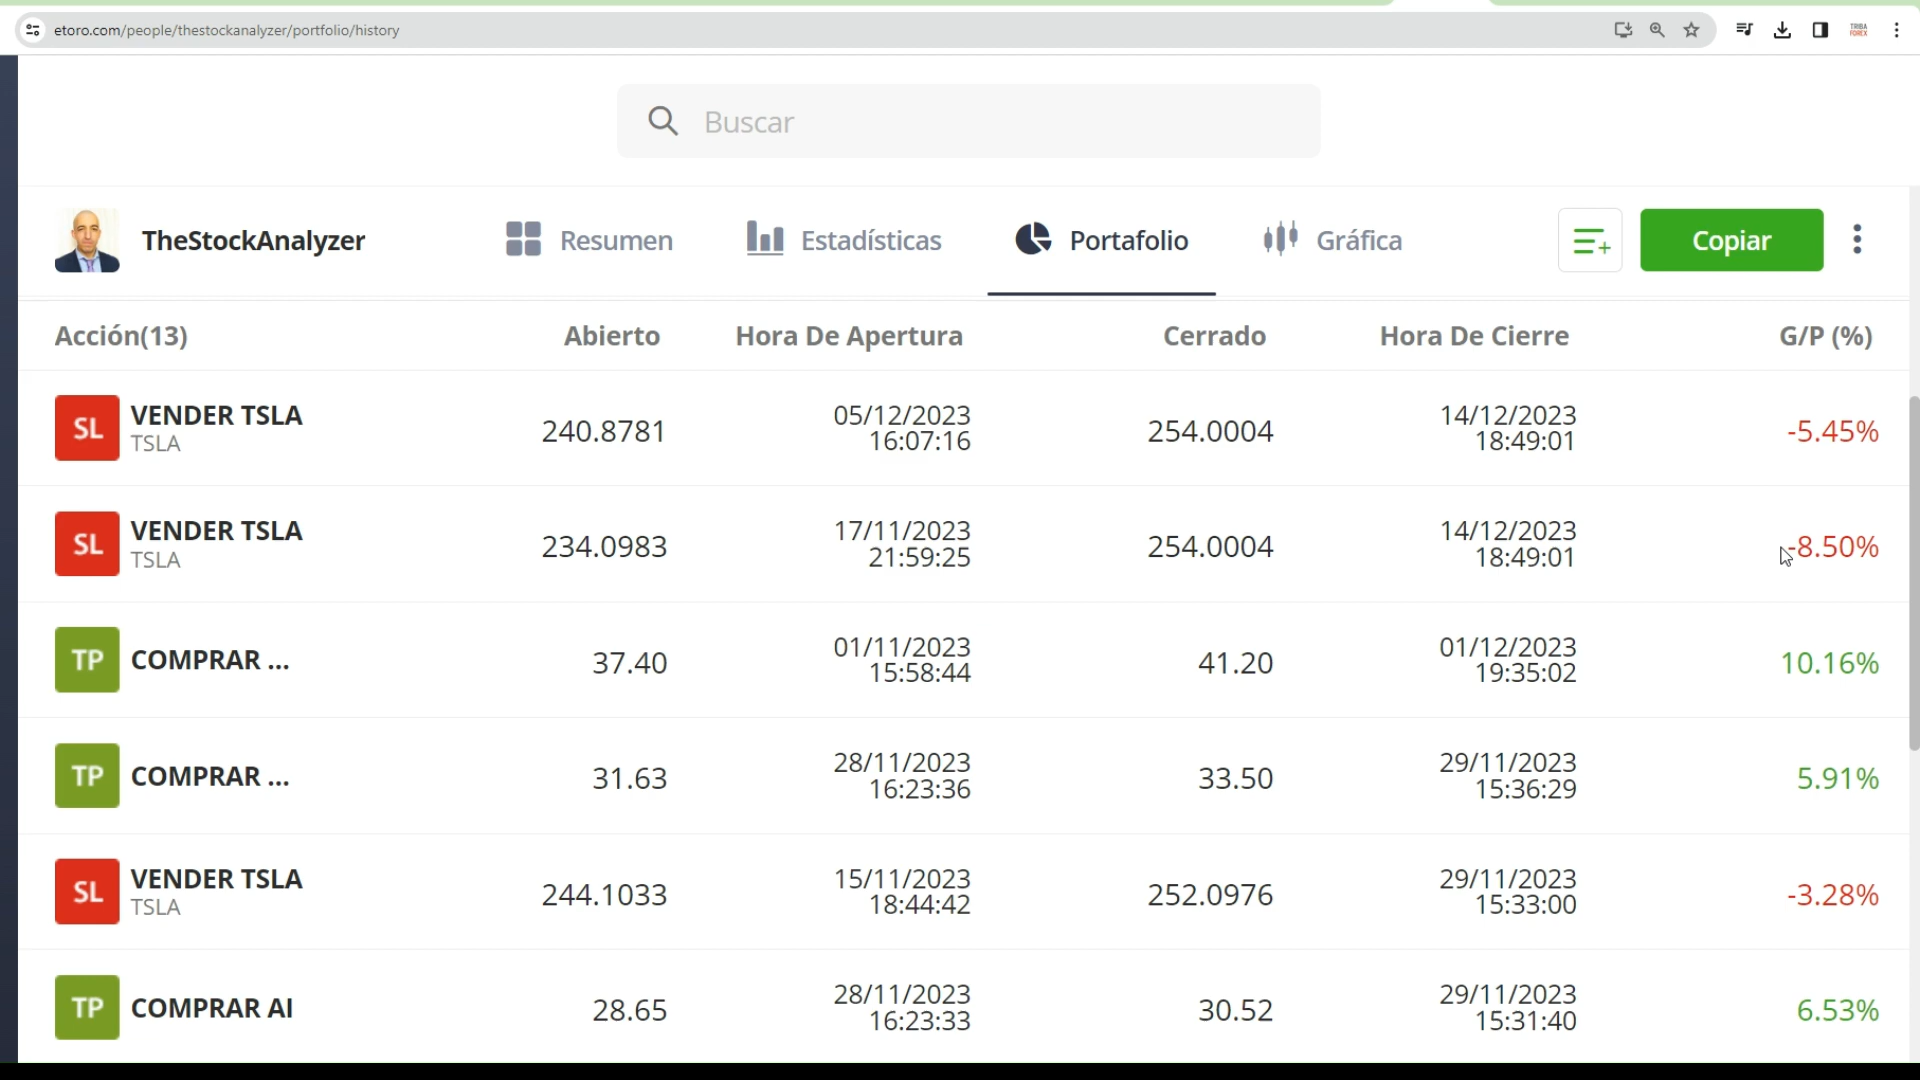 etoro.com/people/thestockanalyzer/portfolio/history
TRIBA
FOREX
Buscar
TheStockAnalyzer
Resumen
Estadísticas
Portafolio
Gráfica
Copiar
Acción(13) Abierto Hora De Apertura Cerrado Hora De Cierre G/P (%)
SL VENDER TSLA
TSLA
240.8781
05/12/2023
16:07:16
254.0004
14/12/2023
18:49:01
-5.45%
SL VENDER TSLA
TSLA
234.0983
17/11/2023
21:59:25
254.0004
14/12/2023
18:49:01
-8.50%
TP COMPRAR ...
37.40
01/11/2023
15:58:44
41.20
01/12/2023
19:35:02
10.16%
TP COMPRAR ...
31.63
28/11/2023
16:23:36
33.50
29/11/2023
15:36:29
5.91%
SL VENDER TSLA
TSLA
244.1033
15/11/2023
18:44:42
252.0976
29/11/2023
15:33:00
-3.28%
TP COMPRAR AI
28.65
28/11/2023
16:23:33
30.52
29/11/2023
15:31:40
6.53%